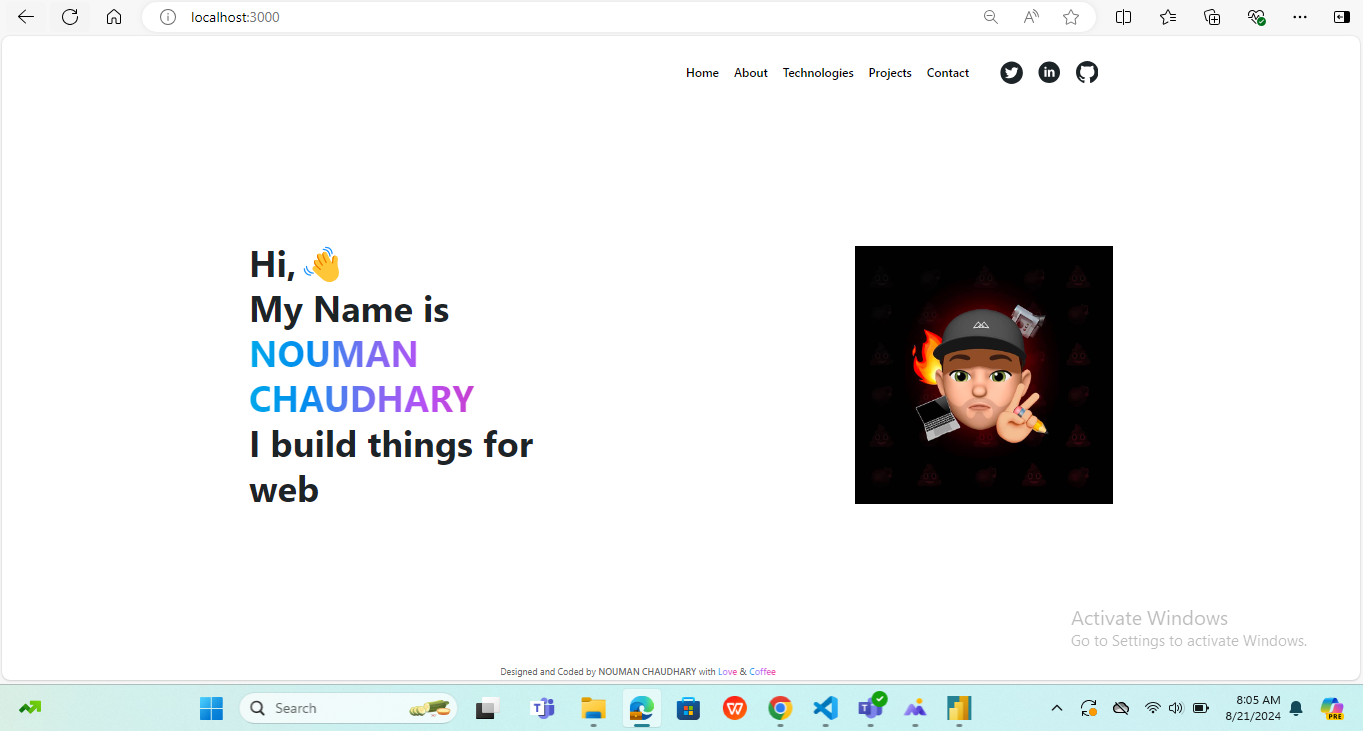 localhost:3000
Home About Technologies Projects Contact
Hi, 👋
My Name is
NOUMAN
CHAUDHARY
I build things for
web
Activate Windows
Go to Settings to activate Windows.
Designed and Coded by NOUMAN CHAUDHARY with Love & Coffee
Search
8:05 AM
8/21/2024
PRE